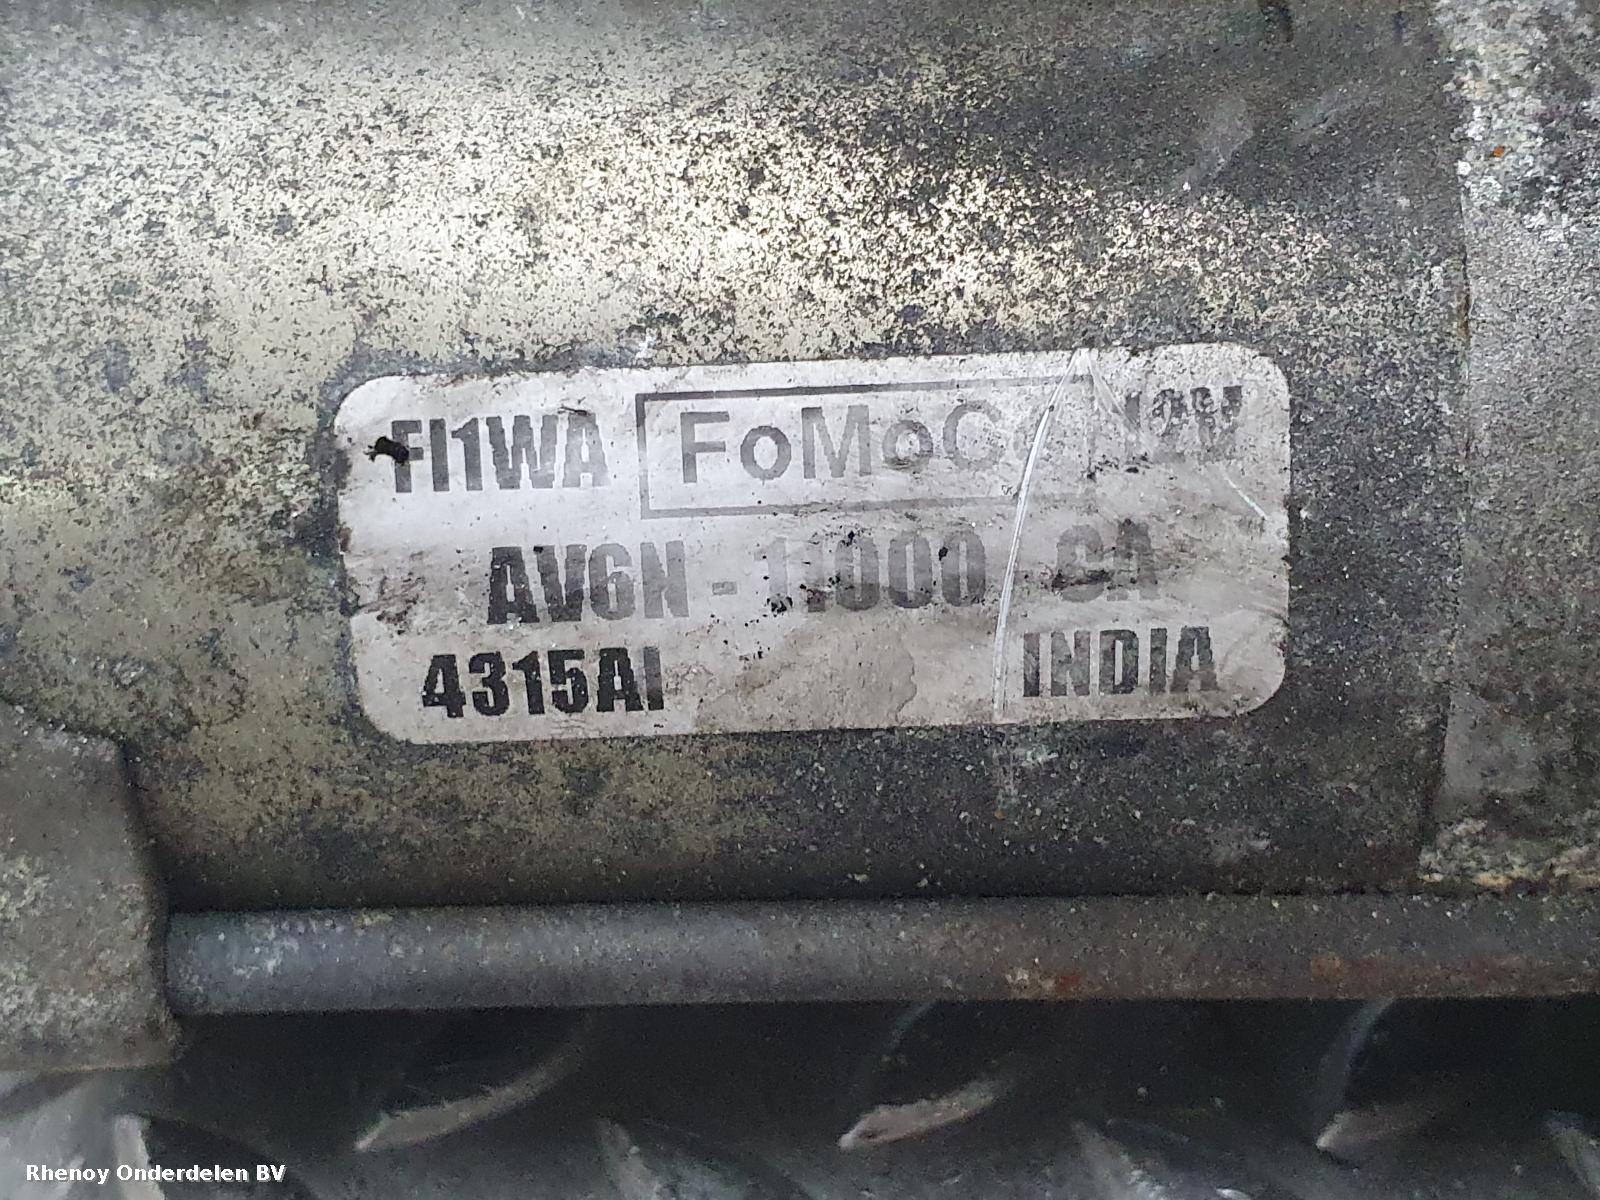 FI1WA FoMoCo 12V
AV6N - 11000 CA
4315AI INDIA
Rhenoy Onderdelen BV